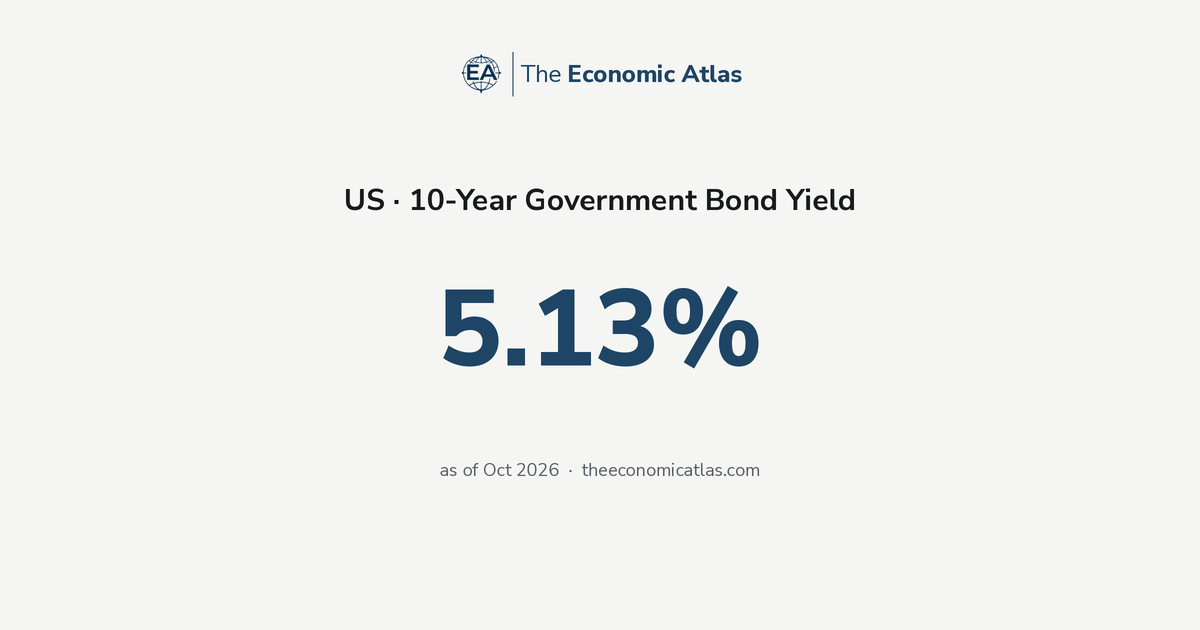 EA The Economic Atlas
US · 10-Year Government Bond Yield
5.13%
as of Oct 2026 · theeconomicatlas.com